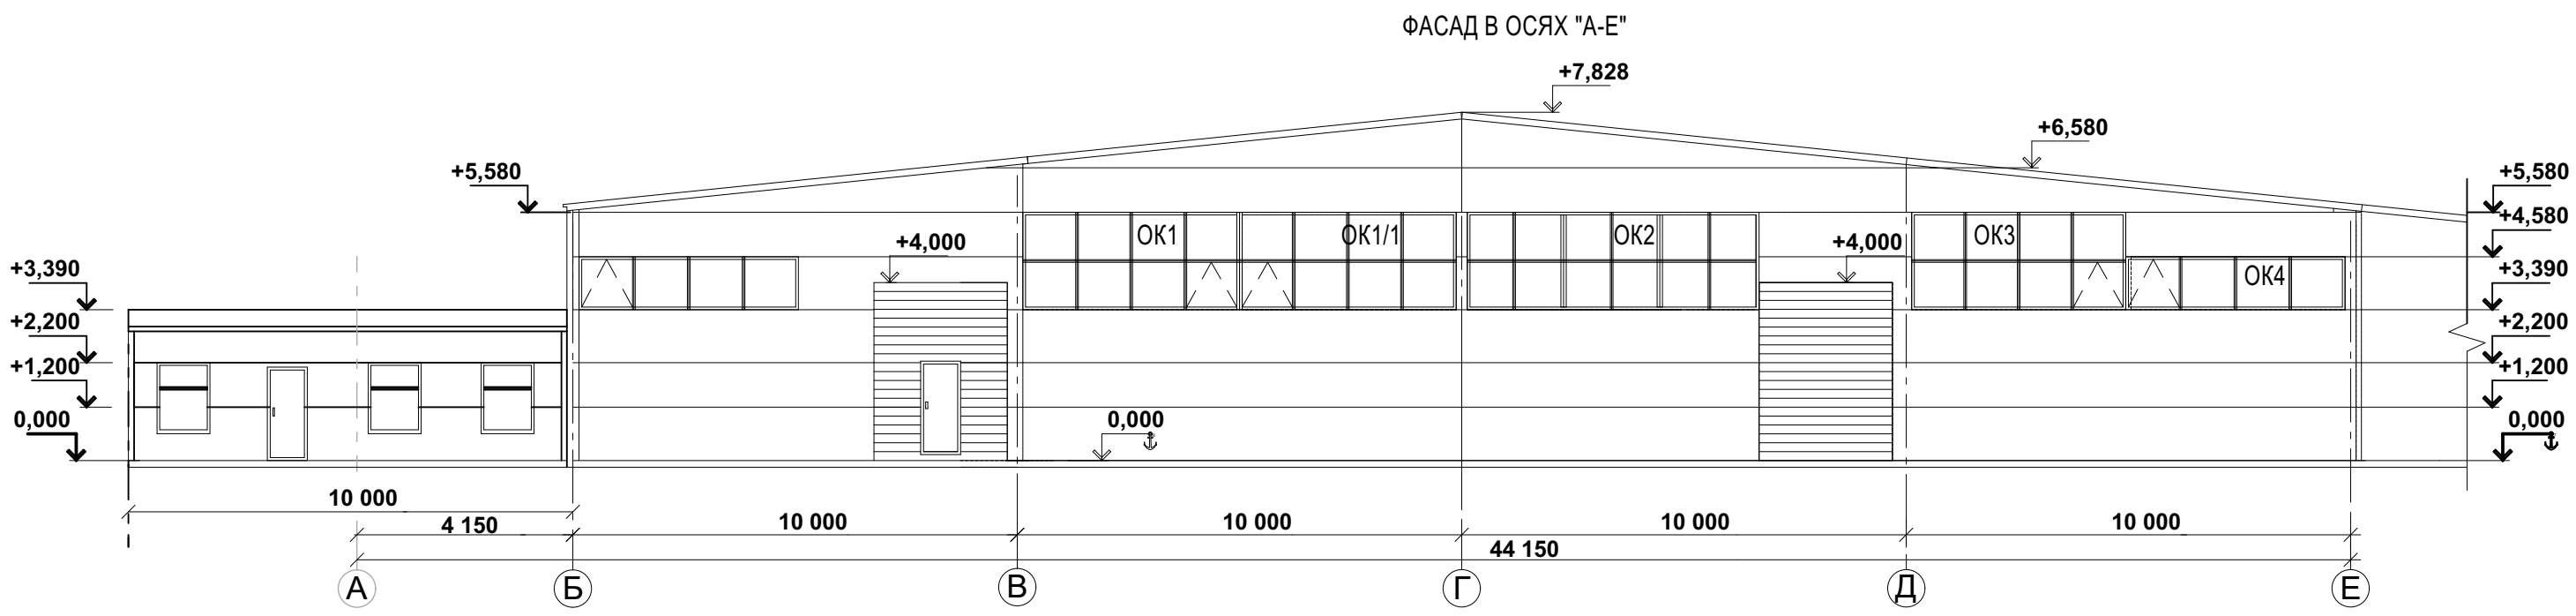 ФАСАД В ОСЯХ "А-Е"
+7,828
+6,580
+5,580
+5,580
+4,580
+4,000
+4,000
ОК1
ОК1/1
ОК2
ОК3
ОК4
+3,390
+3,390
+2,200
+2,200
+1,200
+1,200
0,000
0,000
0,000
10 000
4 150
10 000
10 000
10 000
10 000
44 150
А
Б
В
Г
Д
Е